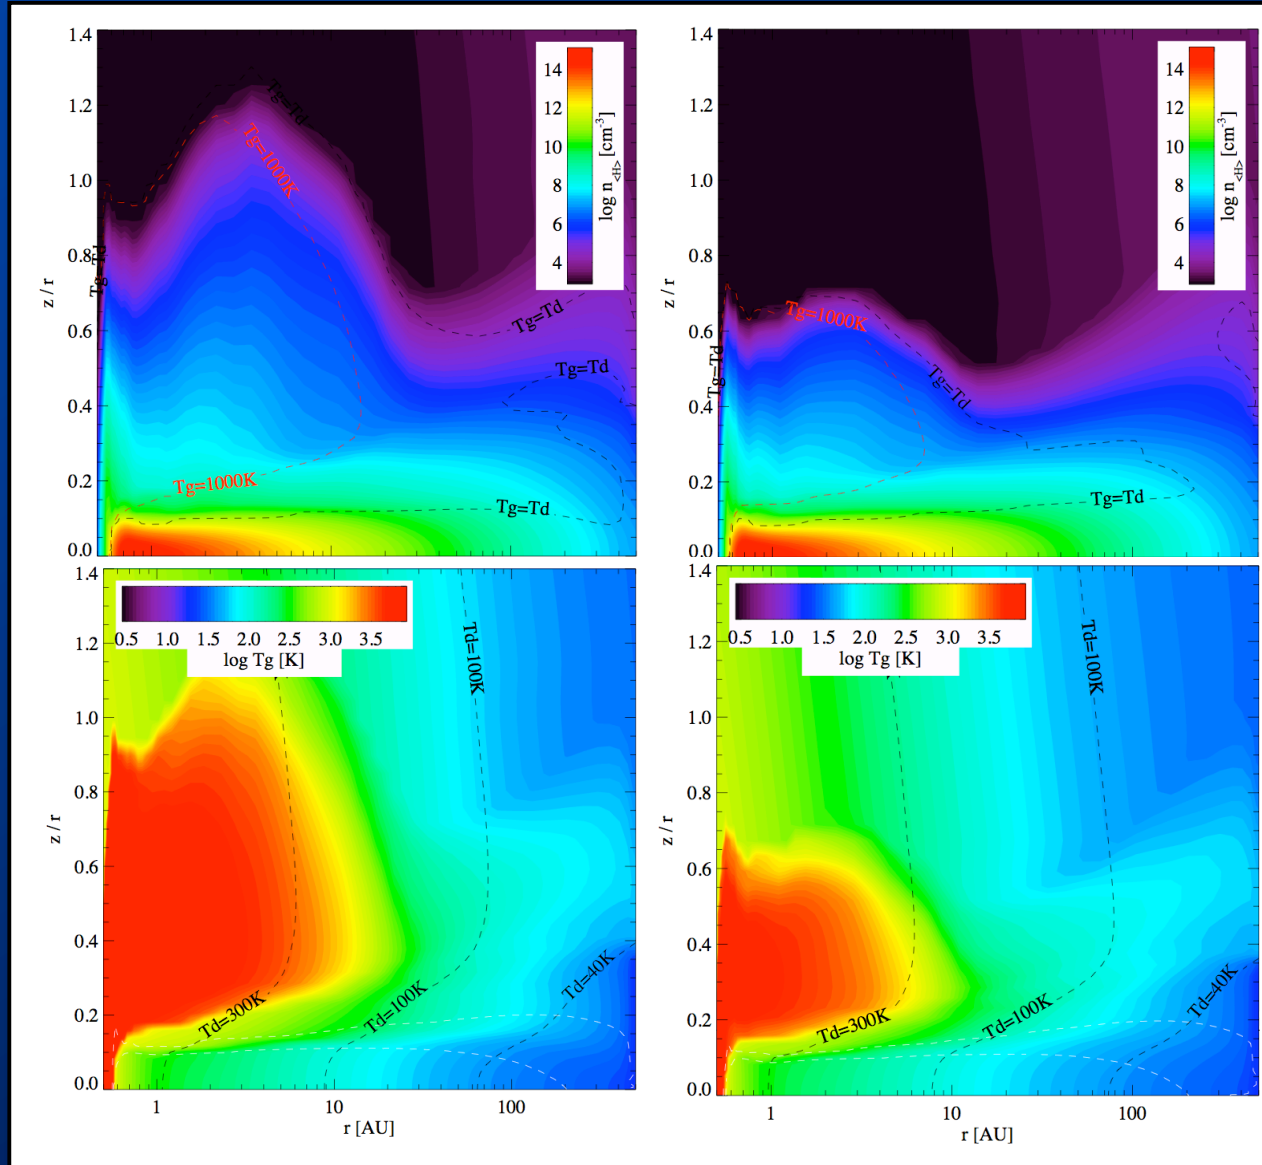 1.4
1.2
1.0
0.8
0.6
0.4
0.2
0.0
z / r
14
12
10
8
6
4
log n<H> [cm-3]
Tg=Td
Tg=1000K
Tg=Td
Tg=Td
Tg=Td
Tg=1000K
Tg=Td
1.4
1.2
1.0
0.8
0.6
0.4
0.2
0.0
z / r
14
12
10
8
6
4
log n<H> [cm-3]
Tg=1000K
Tg=Td
Tg=Td
Tg=Td
1.4
1.2
1.0
0.8
0.6
0.4
0.2
0.0
z / r
0.5 1.0 1.5 2.0 2.5 3.0 3.5
log Tg [K]
Td=100K
Td=40K
Td=300K
Td=100K
1 10 100
r [AU]
1.4
1.2
1.0
0.8
0.6
0.4
0.2
0.0
z / r
0.5 1.0 1.5 2.0 2.5 3.0 3.5
log Tg [K]
Td=100K
Td=40K
Td=300K
Td=100K
1 10 100
r [AU]